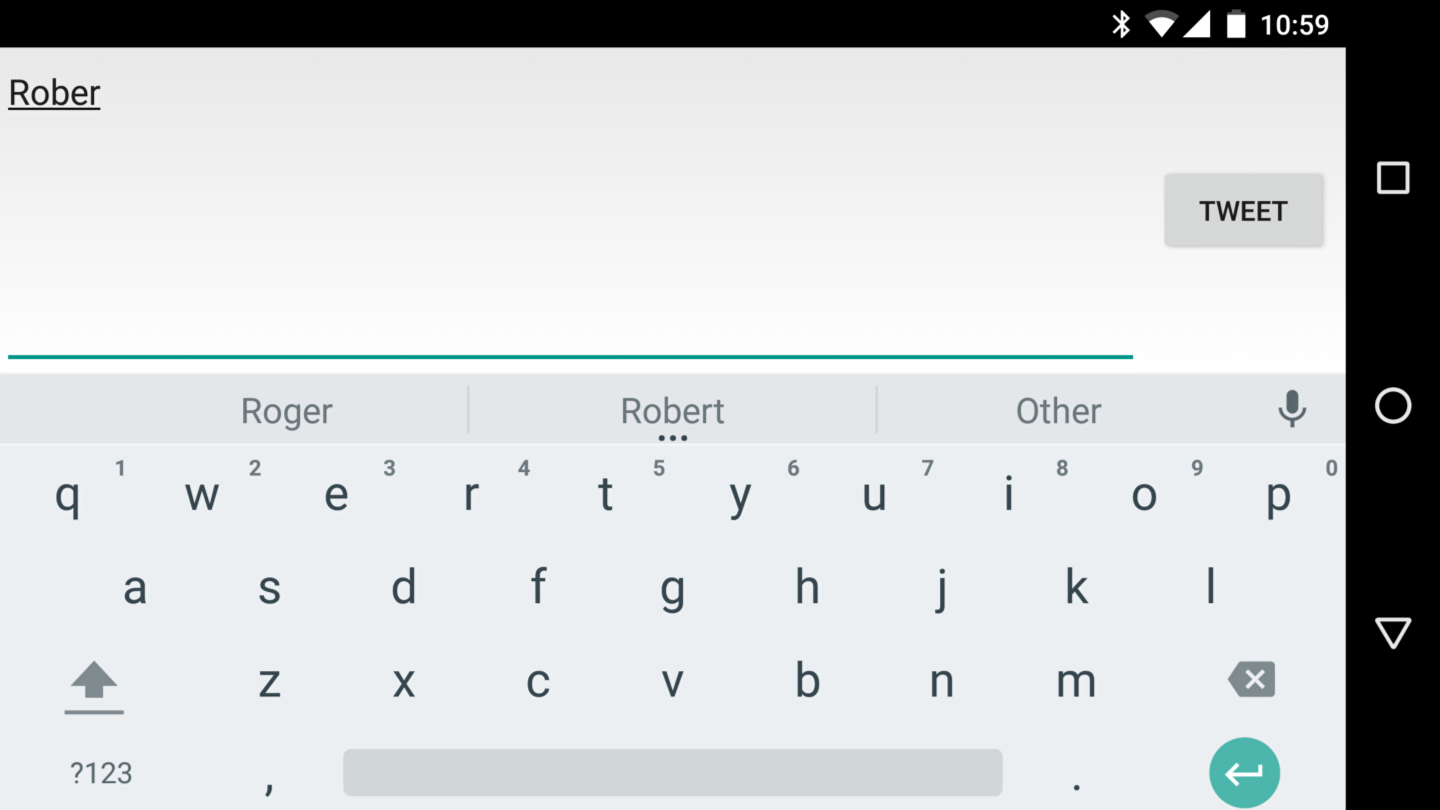 10:59
Rober
TWEET
Roger Robert Other
1 2 3 4 5 6 7 8 9 0
q w e r t y u i o p
a s d f g h j k l
z x c v b n m
?123 , .